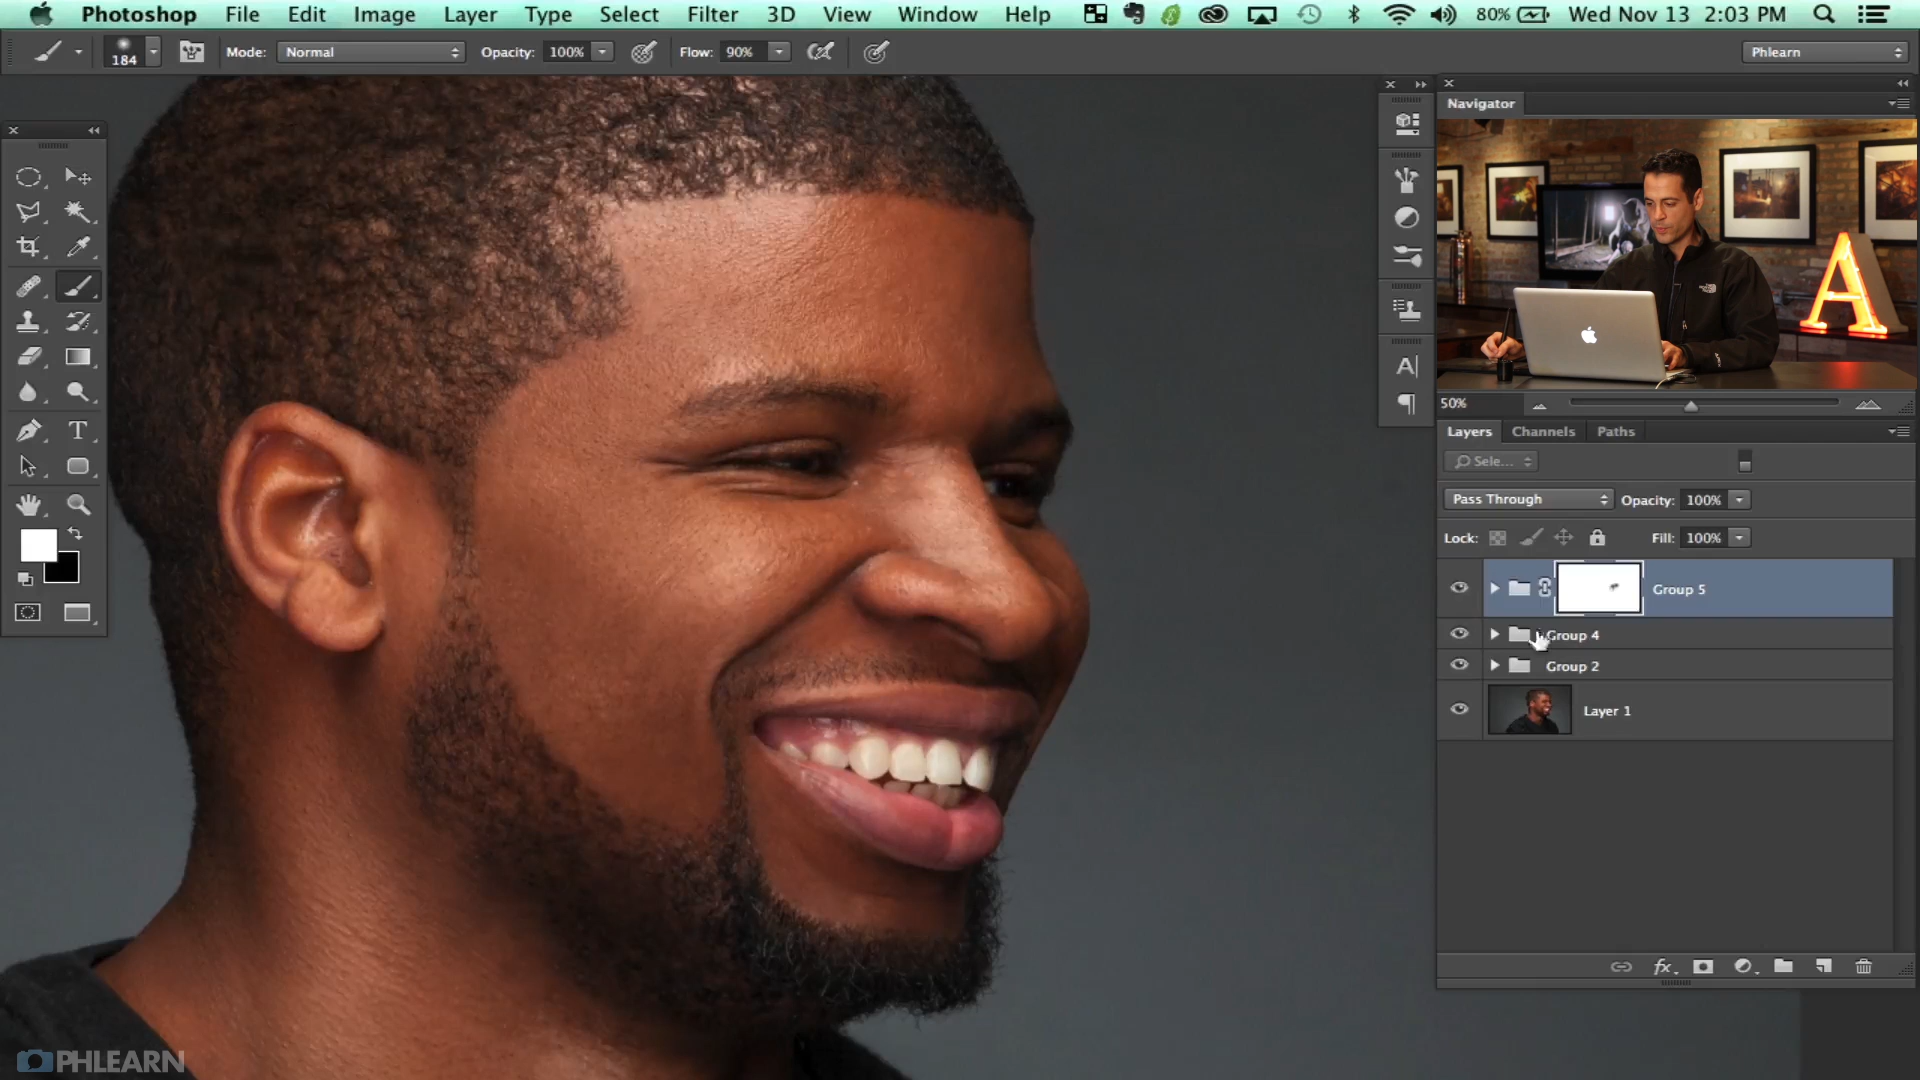 Photoshop File Edit Image Layer Type Select Filter 3D View Window Help 80% Wed Nov 13 2:03 PM
184 Mode: Normal Opacity: 100% Flow: 90% Phlearn
Navigator
A
50%
Layers Channels Paths
Sele...
Pass Through Opacity: 100%
Lock: Fill: 100%
Group 5
Group 4
Group 2
Layer 1
fx
PHLEARN